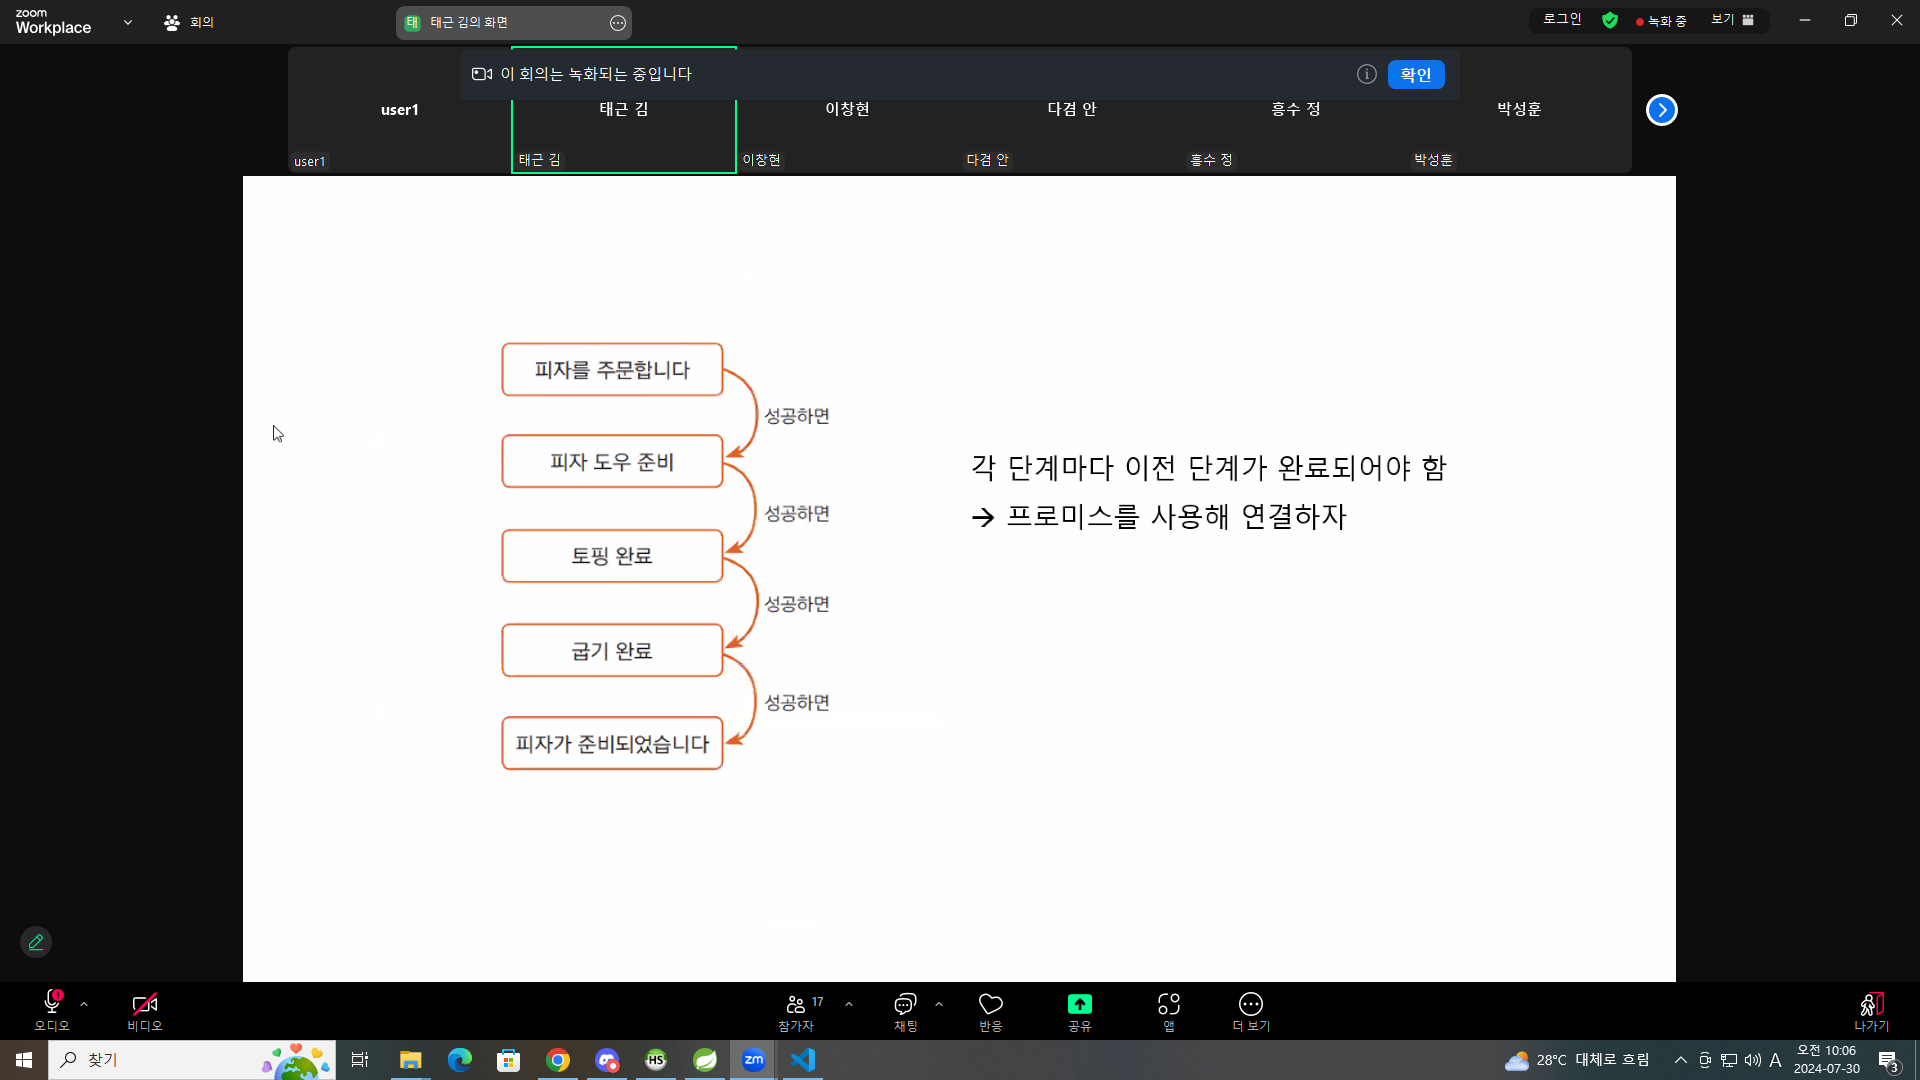 zoom
Workplace
회의
태 태근 김의 화면
로그인
녹화 중
보기
이 회의는 녹화되는 중입니다
확인
user1
태근 김
이창현
다겸 안
흥수 정
박성훈
user1
태근 김
이창현
다겸 안
흥수 정
박성훈
피자를 주문합니다
성공하면
피자 도우 준비
성공하면
토핑 완료
성공하면
굽기 완료
성공하면
피자가 준비되었습니다
각 단계마다 이전 단계가 완료되어야 함
→ 프로미스를 사용해 연결하자
오디오
비디오
17
참가자
채팅
반응
공유
앱
더 보기
나가기
찾기
HS
zm
28°C 대체로 흐림
A
오전 10:06
2024-07-30
3